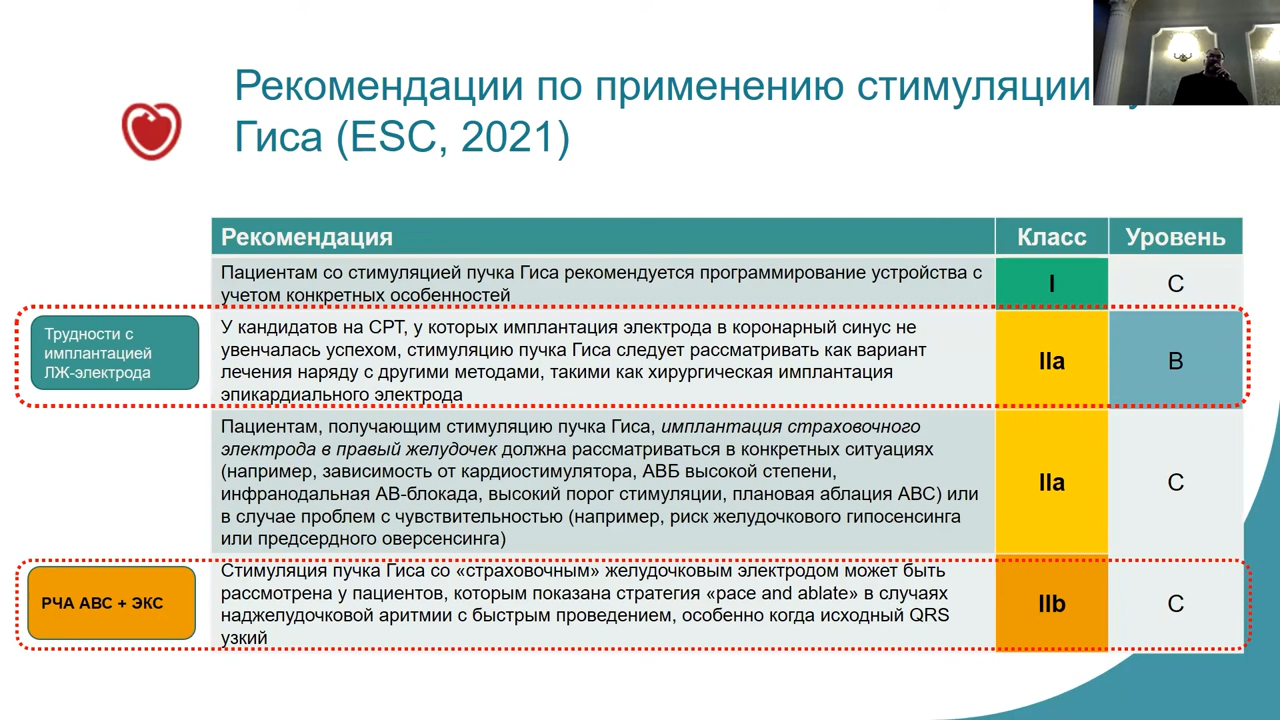 Рекомендации по применению стимуляции
Гиса (ESC, 2021)
Рекомендация Класс Уровень
Пациентам со стимуляцией пучка Гиса рекомендуется программирование устройства с
учетом конкретных особенностей
I C
Трудности с
имплантацией
ЛЖ-электрода
У кандидатов на СРТ, у которых имплантация электрода в коронарный синус не
увенчалась успехом, стимуляцию пучка Гиса следует рассматривать как вариант
лечения наряду с другими методами, такими как хирургическая имплантация
эпикардиального электрода
IIa B
Пациентам, получающим стимуляцию пучка Гиса, имплантация страховочного
электрода в правый желудочек должна рассматриваться в конкретных ситуациях
(например, зависимость от кардиостимулятора, АВБ высокой степени,
инфранодальная АВ-блокада, высокий порог стимуляции, плановая аблация АВС) или
в случае проблем с чувствительностью (например, риск желудочкового гипосенсинга
или предсердного оверсенсинга)
IIa C
РЧА АВС + ЭКС
Стимуляция пучка Гиса со «страховочным» желудочковым электродом может быть
рассмотрена у пациентов, которым показана стратегия «pace and ablate» в случаях
наджелудочковой аритмии с быстрым проведением, особенно когда исходный QRS
узкий
IIb C